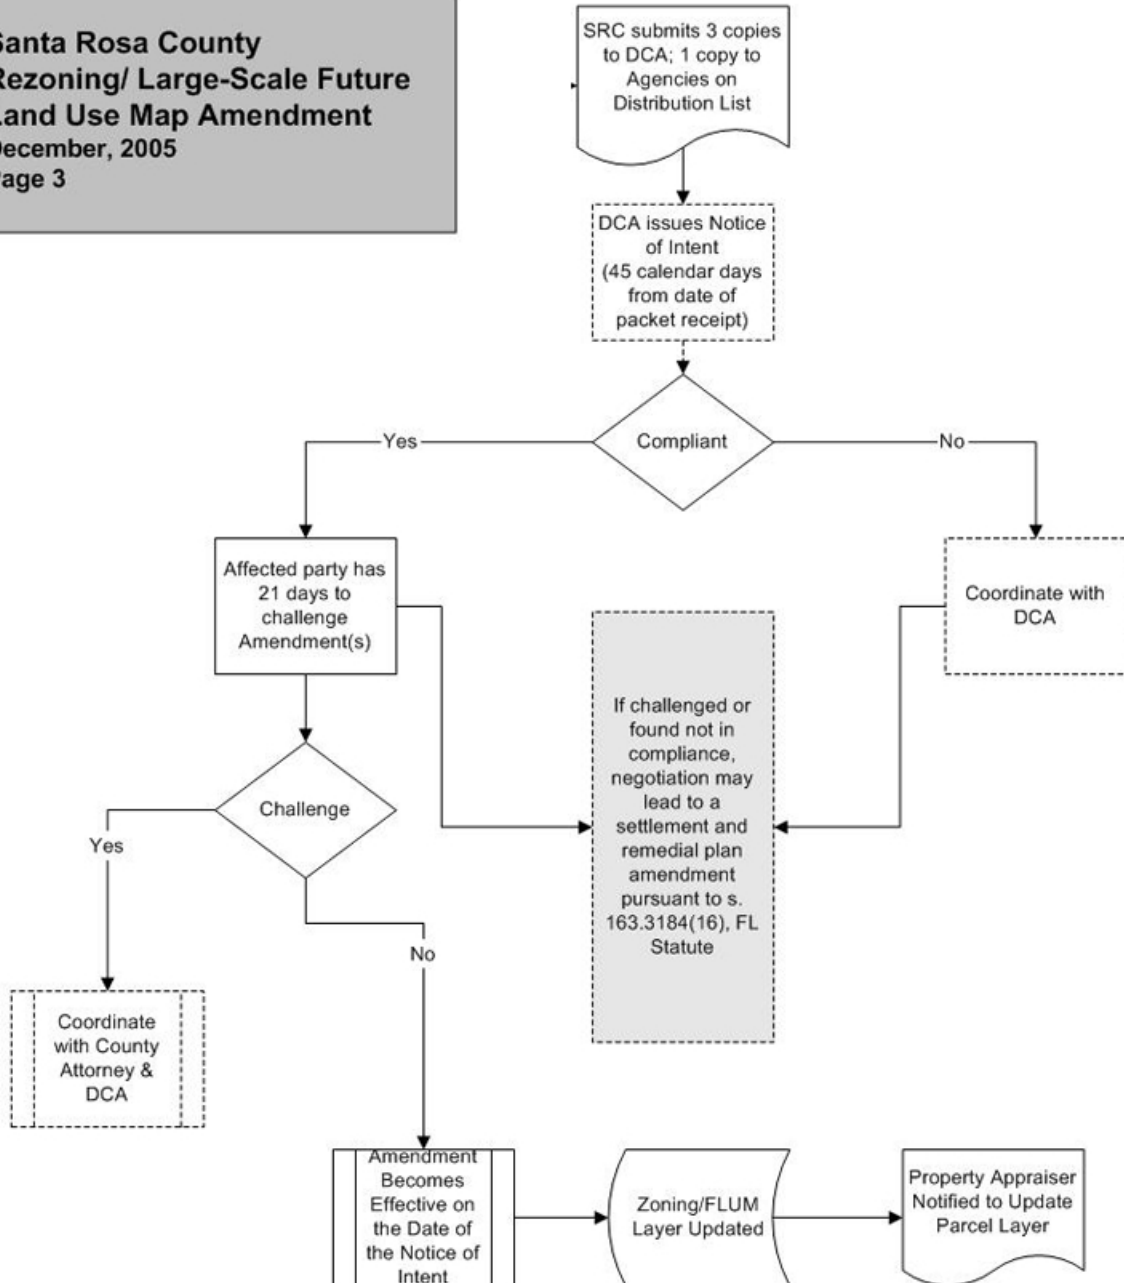 Santa Rosa County
Rezoning/ Large-Scale Future
Land Use Map Amendment
December, 2005
Page 3
SRC submits 3 copies
to DCA; 1 copy to
Agencies on
Distribution List
DCA issues Notice
of Intent
(45 calendar days
from date of
packet receipt)
Compliant
Yes
No
Affected party has
21 days to
challenge
Amendment(s)
Coordinate with
DCA
If challenged or
found not in
compliance,
negotiation may
lead to a
settlement and
remedial plan
amendment
pursuant to s.
163.3184(16), FL
Statute
Challenge
Yes
No
Coordinate
with County
Attorney &
DCA
Amendment
Becomes
Effective on
the Date of
the Notice of
Intent
Zoning/FLUM
Layer Updated
Property Appraiser
Notified to Update
Parcel Layer